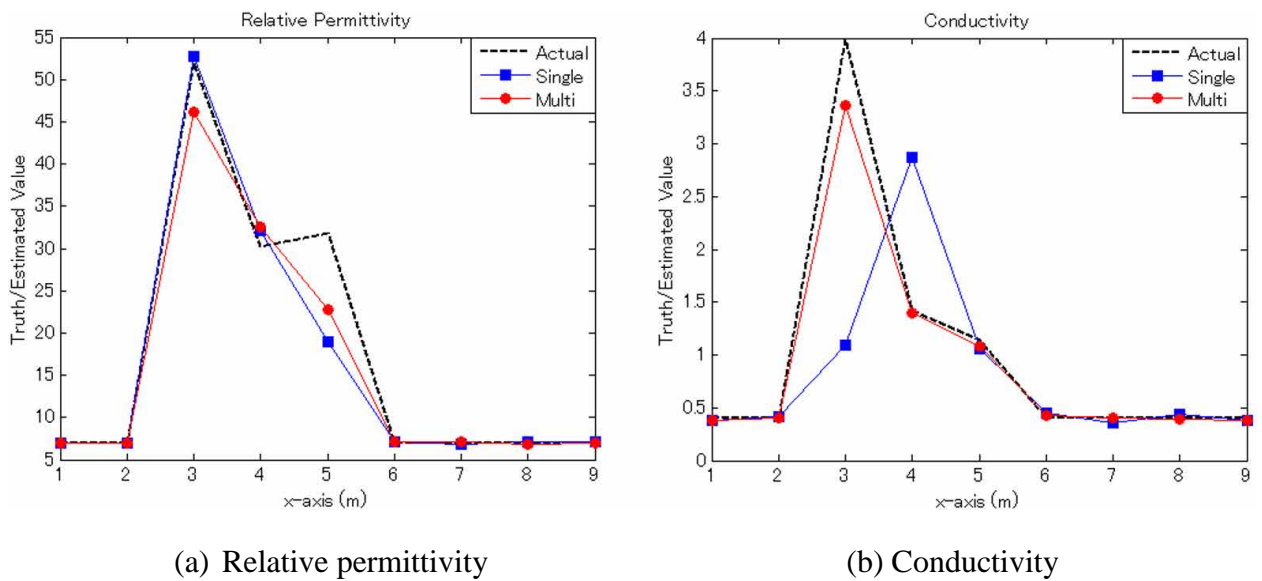 Relative Permittivity
55
50
45
40
35
30
25
20
15
10
5
Truth/Estimated Value
Actual
Single
Multi
1 2 3 4 5 6 7 8 9
x-axis (m)
(a) Relative permittivity
Conductivity
4
3.5
3
2.5
2
1.5
1
0.5
0
Truth/Estimated Value
Actual
Single
Multi
1 2 3 4 5 6 7 8 9
x-axis (m)
(b) Conductivity